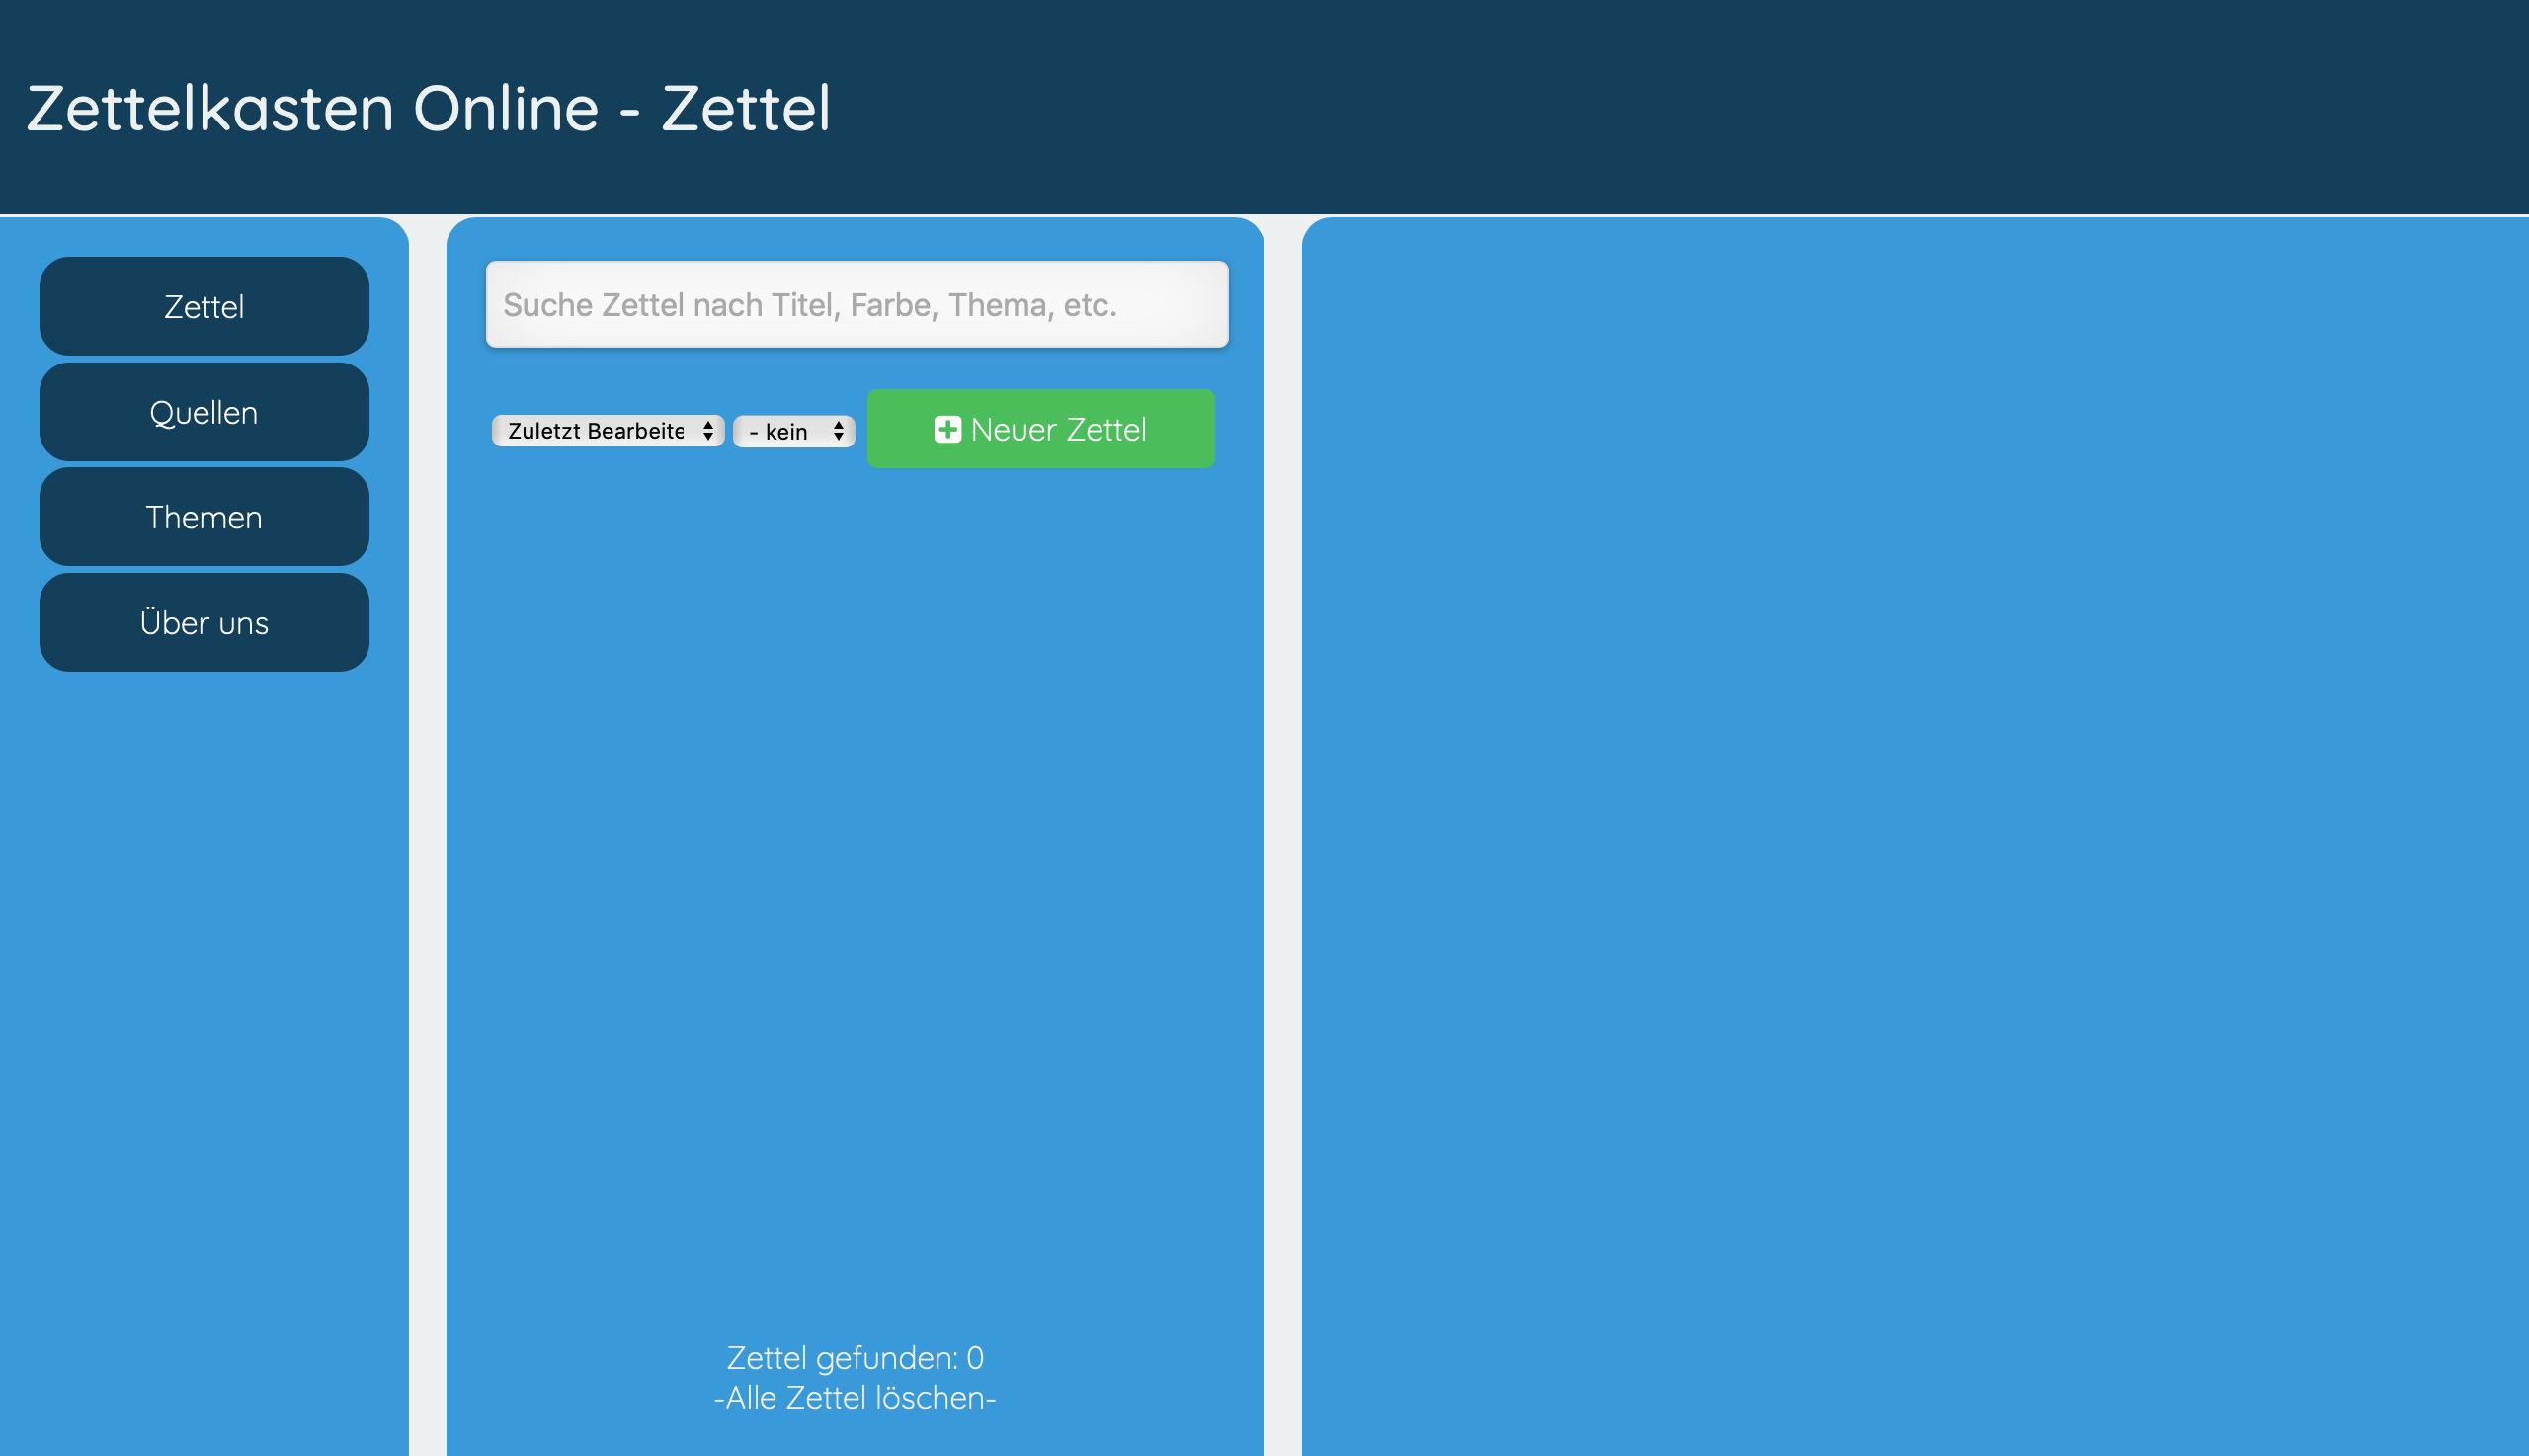 Zettelkasten Online - Zettel
Zettel
Quellen
Themen
Über uns
Suche Zettel nach Titel, Farbe, Thema, etc.
Zuletzt Bearbeite
- kein
Neuer Zettel
Zettel gefunden: 0
-Alle Zettel löschen-